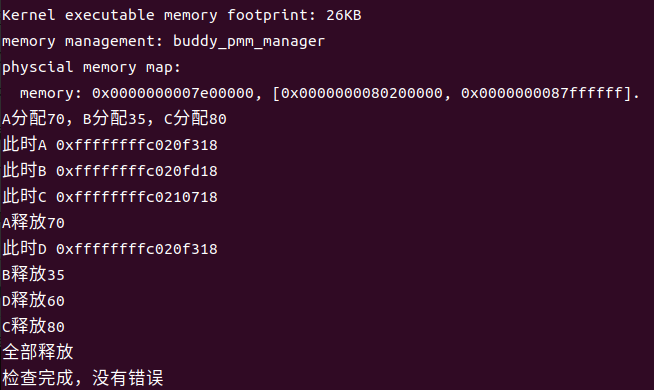 Kernel executable memory footprint: 26KB
memory management: buddy_pmm_manager
physcial memory map:
  memory: 0x0000000007e00000, [0x0000000080200000, 0x0000000087ffffff].
A分配70，B分配35，C分配80
此时A 0xffffffffc020f318
此时B 0xffffffffc020fd18
此时C 0xffffffffc0210718
A释放70
此时D 0xffffffffc020f318
B释放35
D释放60
C释放80
全部释放
检查完成，没有错误